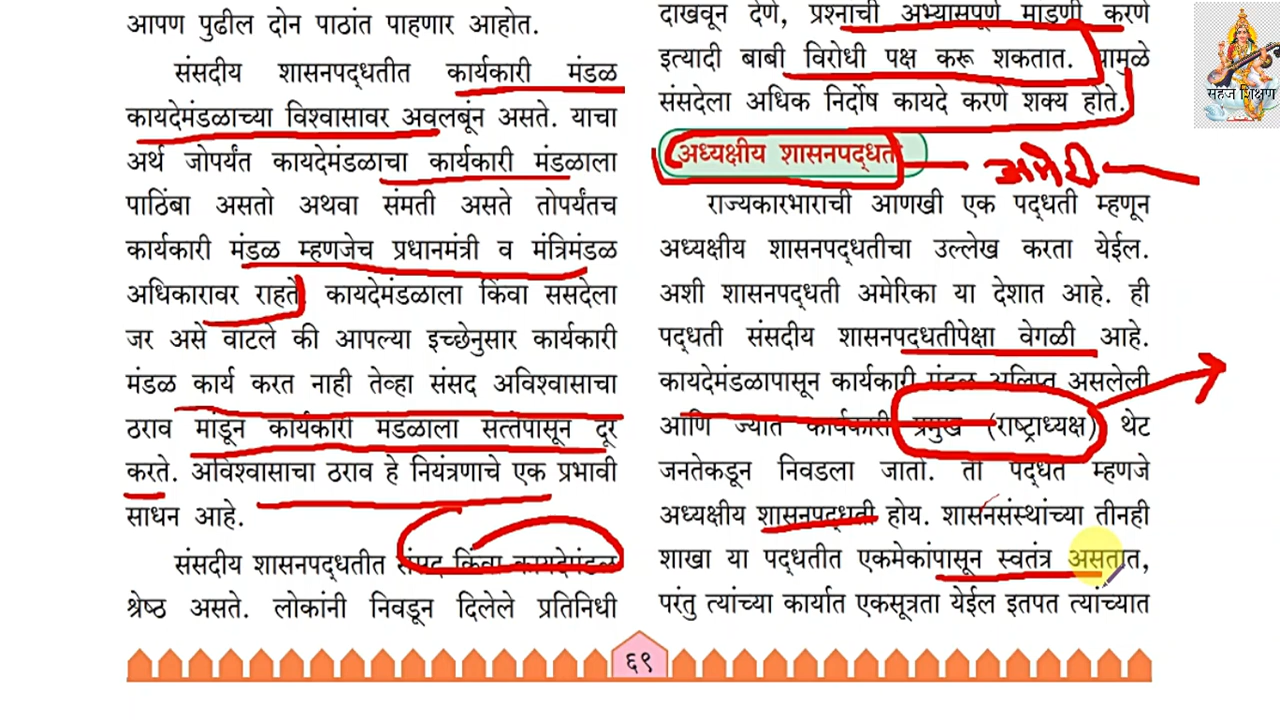 आपण पुढील दोन पाठांत पाहणार आहोत.
संसदीय शासनपद्धतीत कार्यकारी मंडळ
कायदेमंडळाच्या विश्वासावर अवलबूंन असते. याचा
अर्थ जोपर्यंत कायदेमंडळाचा कार्यकारी मंडळाला
पाठिंबा असतो अथवा संमती असते तोपर्यंतच
कार्यकारी मंडळ म्हणजेच प्रधानमंत्री व मंत्रिमंडळ
अधिकारावर राहते कायदेमंडळाला किंवा संसदेला
जर असे वाटले की आपल्या इच्छेनुसार कार्यकारी
मंडळ कार्य करत नाही तेव्हा संसद अविश्वासाचा
ठराव मांडून कार्यकारी मंडळाला सत्तेपासून दूर
करते. अविश्वासाचा ठराव हे नियंत्रणाचे एक प्रभावी
साधन आहे.
संसदीय शासनपद्धतीत संसद किंवा कायदेमंडळ
श्रेष्ठ असते. लोकांनी निवडून दिलेले प्रतिनिधी
दाखवून देणे, प्रश्नाची अभ्यासपूर्ण मांडणी करणे
इत्यादी बाबी विरोधी पक्ष करू शकतात. यामुळे
संसदेला अधिक निर्दोष कायदे करणे शक्य होते.
अध्यक्षीय शासनपद्धती
अमेरी
राज्यकारभाराची आणखी एक पद्धती म्हणून
अध्यक्षीय शासनपद्धतीचा उल्लेख करता येईल.
अशी शासनपद्धती अमेरिका या देशात आहे. ही
पद्धती संसदीय शासनपद्धतीपेक्षा वेगळी आहे.
कायदेमंडळापासून कार्यकारी मंडळ अलिप्त असलेली
आणि ज्यात कार्यकारी प्रमुख (राष्ट्राध्यक्ष) थेट
जनतेकडून निवडला जातो. ती पद्धत म्हणजे
अध्यक्षीय शासनपद्धती होय. शासनसंस्थांच्या तीनही
शाखा या पद्धतीत एकमेकांपासून स्वतंत्र असतात,
परंतु त्यांच्या कार्यात एकसूत्रता येईल इतपत त्यांच्यात
६९
सहज शिक्षण